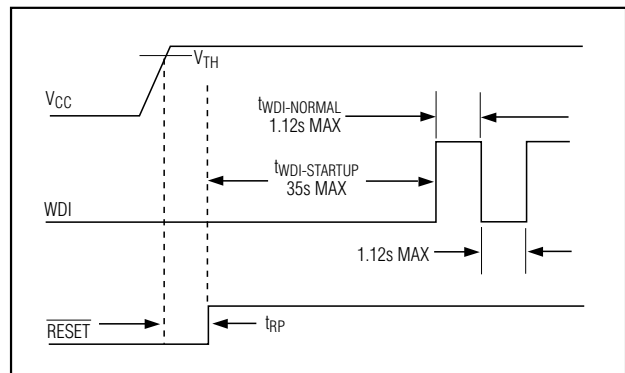 VTH
VCC
tWDI-NORMAL
1.12s MAX
tWDI-STARTUP
35s MAX
WDI
1.12s MAX
RESET
tRP